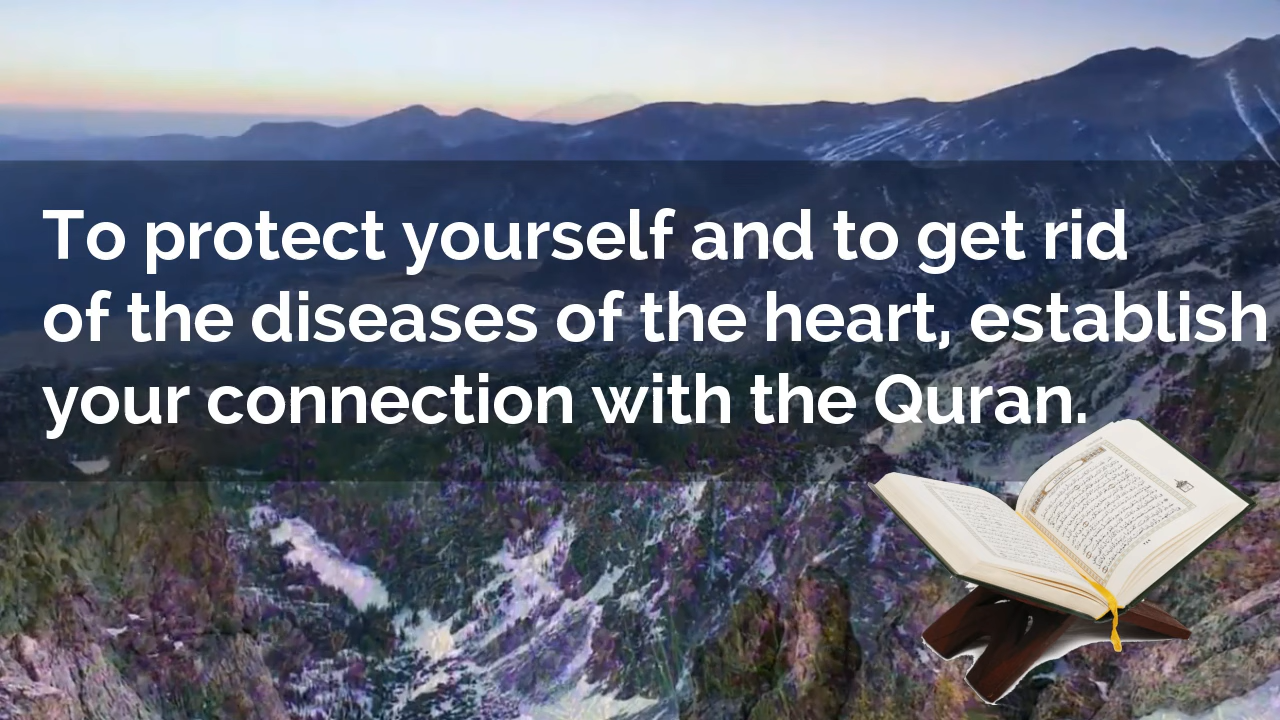 To protect yourself and to get rid
of the diseases of the heart, establish
your connection with the Quran.